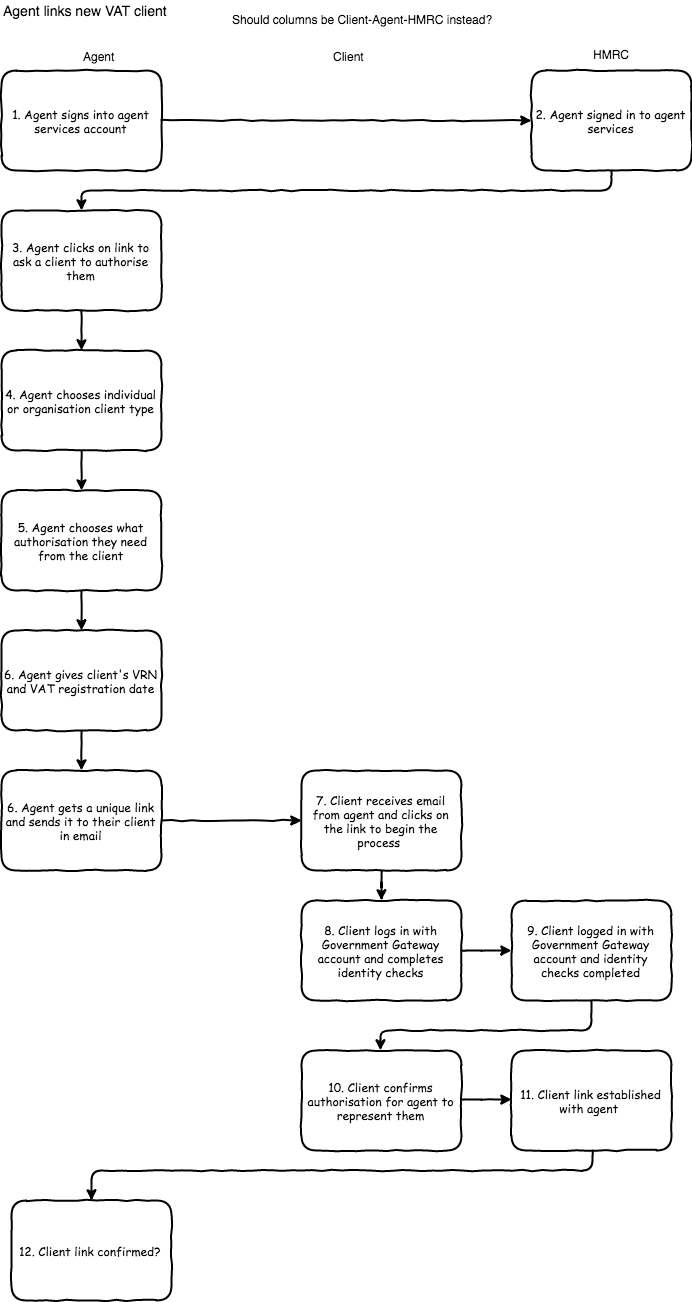 Agent links new VAT client
Should columns be Client-Agent-HMRC instead?
Agent
Client
HMRC
1. Agent signs into agent
services account
2. Agent signed in to agent
services
3. Agent clicks on link to
ask a client to authorise
them
4. Agent chooses individual
or organisation client type
5. Agent chooses what
authorisation they need
from the client
6. Agent gives client's VRN
and VAT registration date
6. Agent gets a unique link
and sends it to their client
in email
7. Client receives email
from agent and clicks on
the link to begin the
process
8. Client logs in with
Government Gateway
account and completes
identity checks
9. Client logged in with
Government Gateway
account and identity
checks completed
10. Client confirms
authorisation for agent to
represent them
11. Client link established
with agent
12. Client link confirmed?